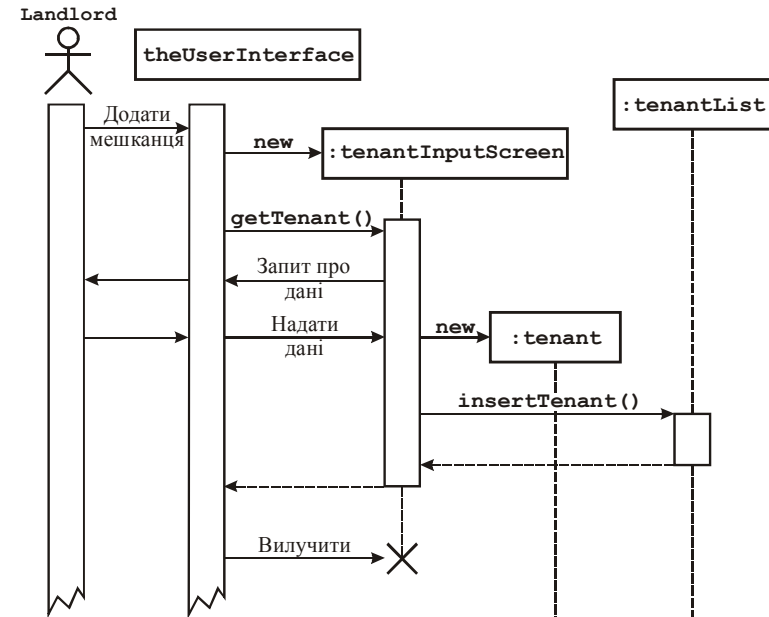 Landlord
theUserInterface
:tenantList
Додати
мешканця
new
:tenantInputScreen
getTenant()
Запит про
дані
Надати
дані
new
:tenant
insertTenant()
Вилучити